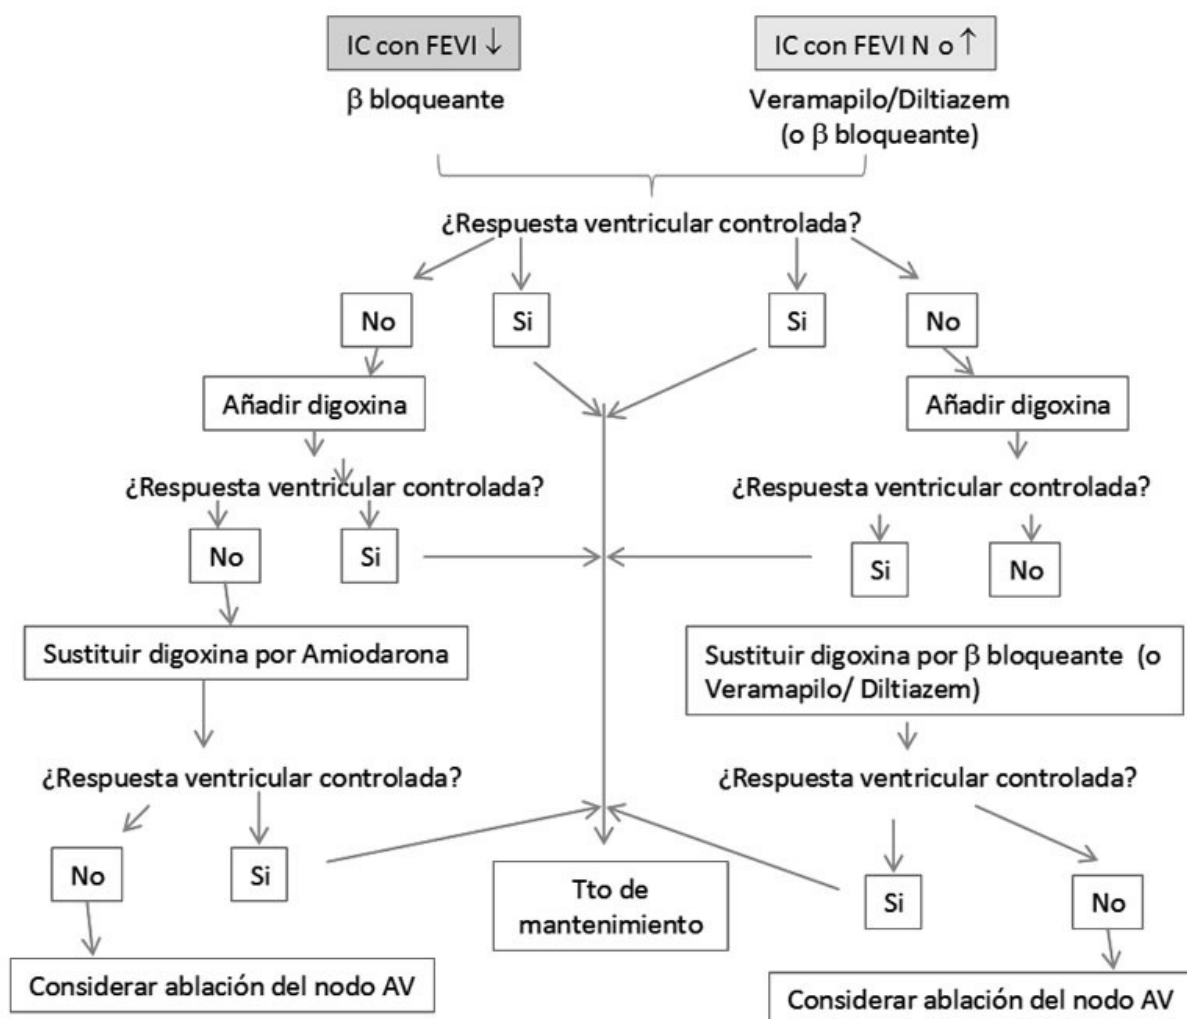 IC con FEVI ↓
IC con FEVI N o ↑
β bloqueante
Veramapilo/Diltiazem
(o β bloqueante)
¿Respuesta ventricular controlada?
No
Si
Si
No
Añadir digoxina
Añadir digoxina
¿Respuesta ventricular controlada?
¿Respuesta ventricular controlada?
No
Si
Si
No
Sustituir digoxina por Amiodarona
Sustituir digoxina por β bloqueante (o
Veramapilo/ Diltiazem)
¿Respuesta ventricular controlada?
¿Respuesta ventricular controlada?
No
Si
Tto de
mantenimiento
Si
No
Considerar ablación del nodo AV
Considerar ablación del nodo AV